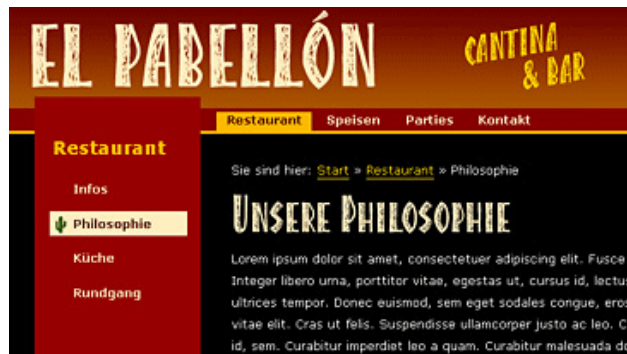 EL PABELLÓN
CANTINA
& BAR
Restaurant Speisen Parties Kontakt
Restaurant
Infos
Philosophie
Küche
Rundgang
Sie sind hier: Start » Restaurant » Philosophie
UNSERE PHILOSOPHIE
Lorem ipsum dolor sit amet, consectetuer adipiscing elit. Fusce
Integer libero urna, porttitor vitae, egestas ut, cursus id, lectus
ultrices tempor. Donec euismod, sem eget sodales congue, eros
vitae elit. Cras ut felis. Suspendisse ullamcorper justo ac leo. C
id, sem. Curabitur imperdiet leo a quam. Curabitur malesuada do